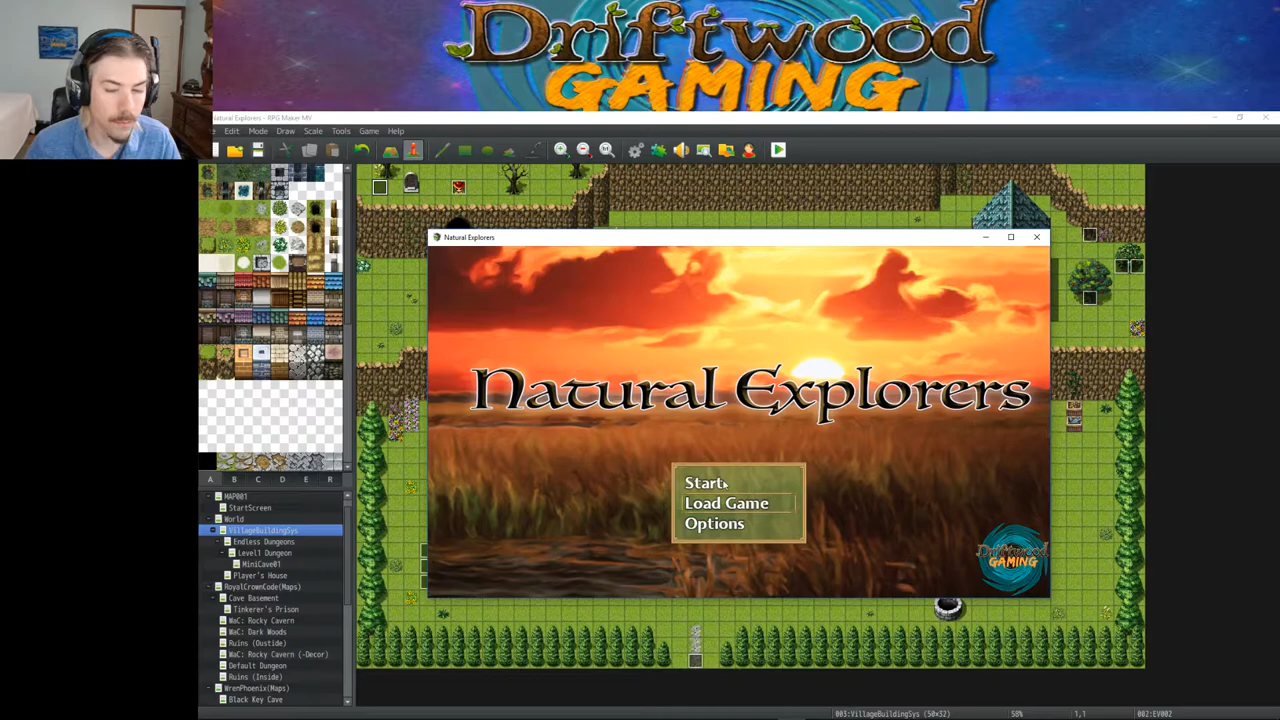 Driftwood
GAMING
Natural Explorers - RPG Maker MV
Edit Mode Draw Scale Tools Game Help
Natural Explorers
Natural Explorers
Start
Load Game
Options
Driftwood
GAMING
A B C D E R
MAP001
StartScreen
World
VillageBuildingSys
Endless Dungeons
Level1 Dungeon
MiniCave01
Player's House
RoyalCrownCode(Maps)
Cave Basement
Tinkerer's Prison
WaC: Rocky Cavern
WaC: Dark Woods
Ruins (Oustide)
WaC: Rocky Cavern (-Decor)
Default Dungeon
Ruins (Inside)
WrenPhoenix(Maps)
Black Key Cave
003:VillageBuildingSys (50x32) 58% 1,1 002:EV002